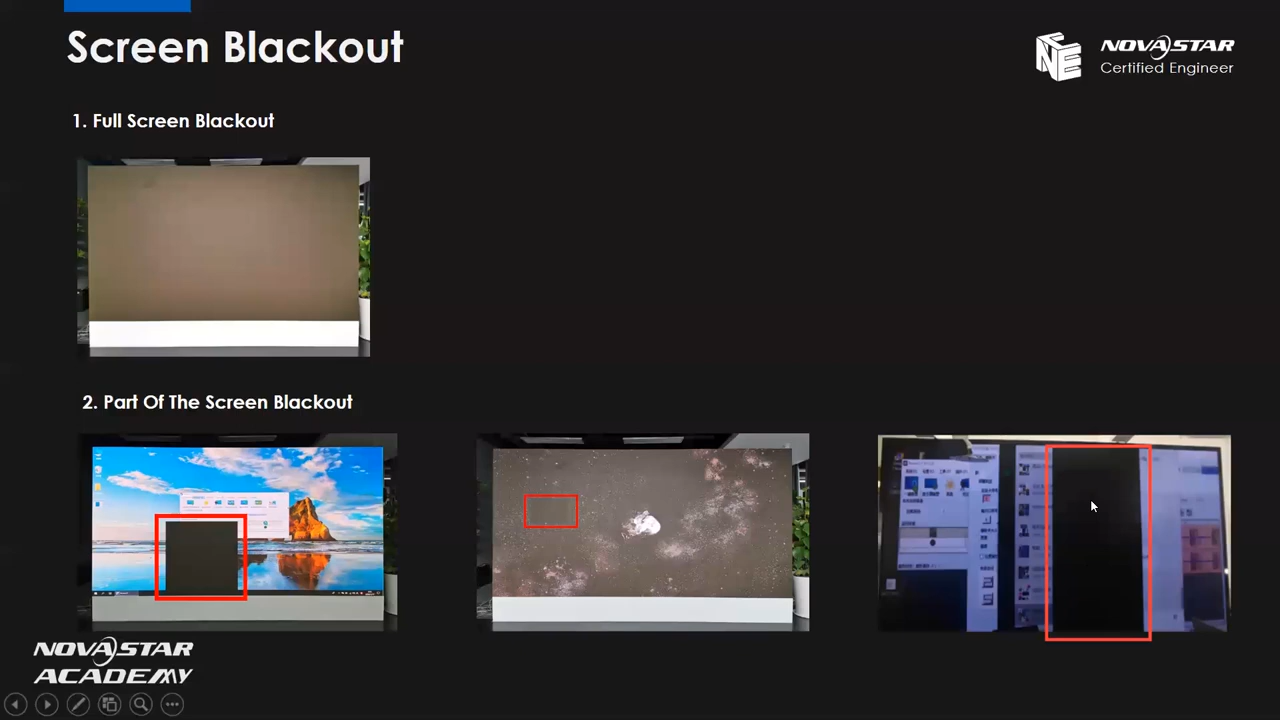 Screen Blackout
NOVASTAR
Certified Engineer
1. Full Screen Blackout
2. Part Of The Screen Blackout
NOVASTAR
ACADEMY